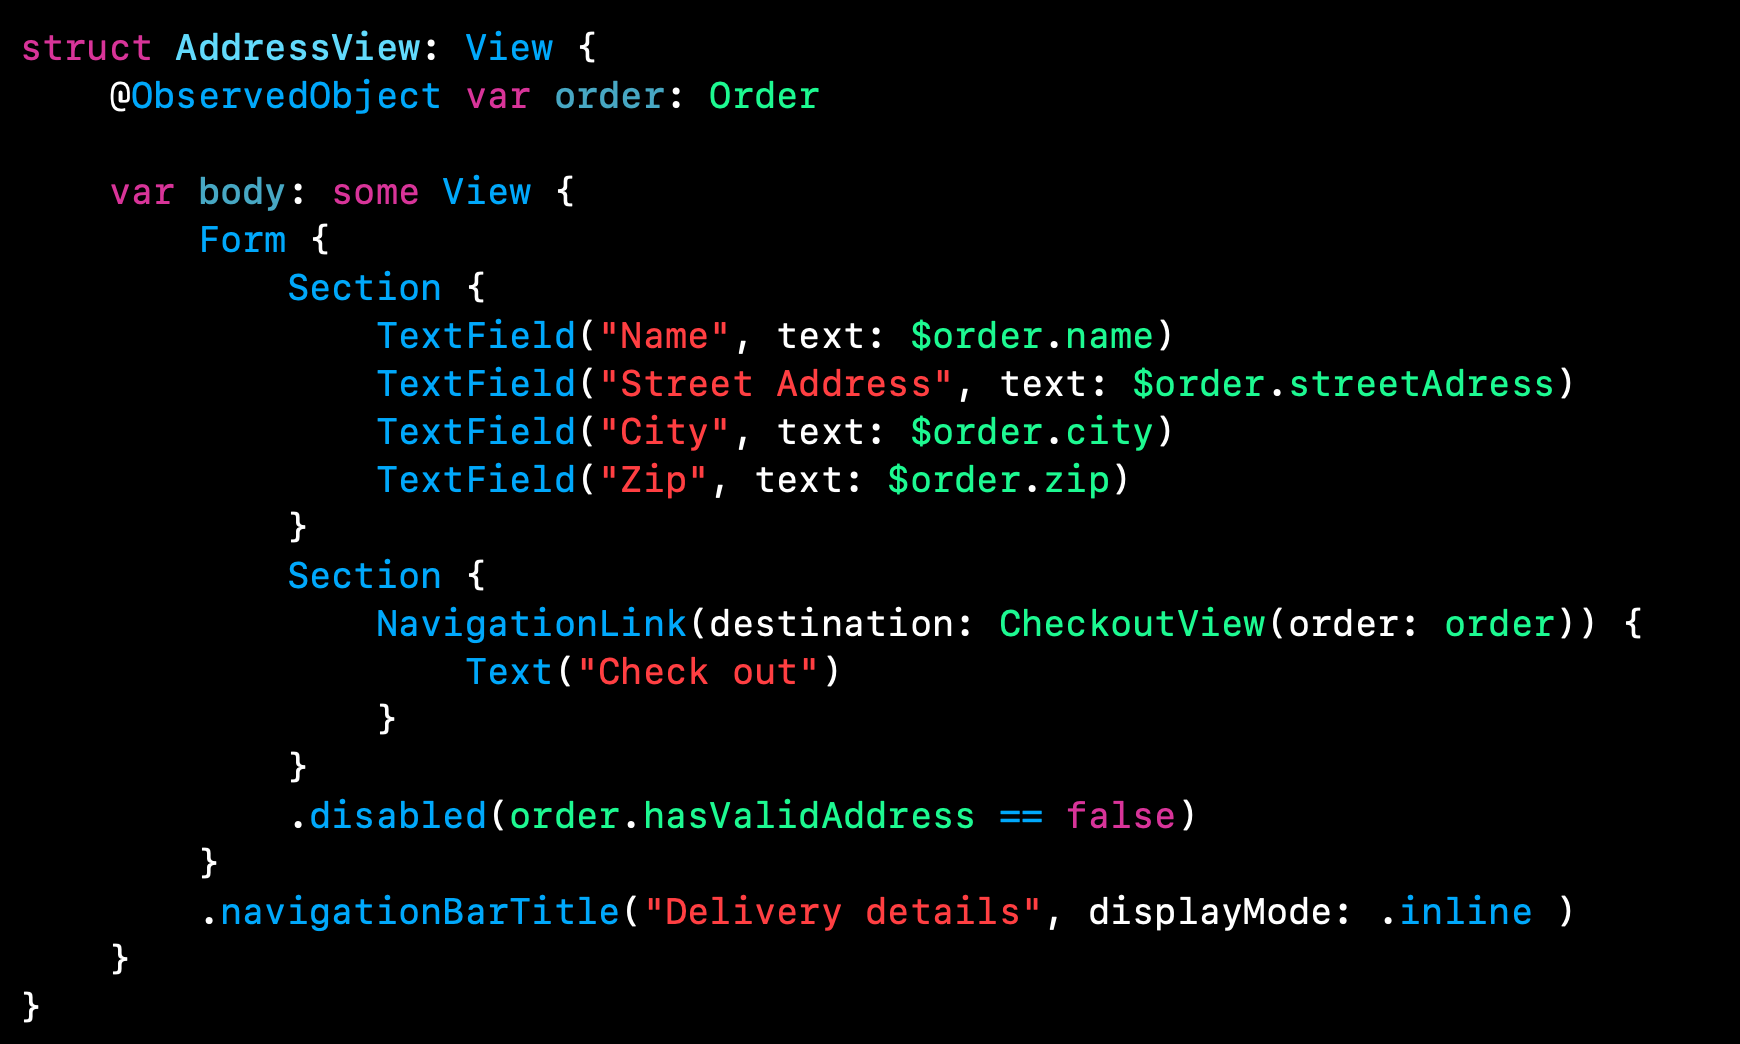 struct AddressView: View {
    @ObservedObject var order: Order

    var body: some View {
        Form {
            Section {
                TextField("Name", text: $order.name)
                TextField("Street Address", text: $order.streetAdress)
                TextField("City", text: $order.city)
                TextField("Zip", text: $order.zip)
            }
            Section {
                NavigationLink(destination: CheckoutView(order: order)) {
                    Text("Check out")
                }
            }
            .disabled(order.hasValidAddress == false)
        }
        .navigationBarTitle("Delivery details", displayMode: .inline )
    }
}